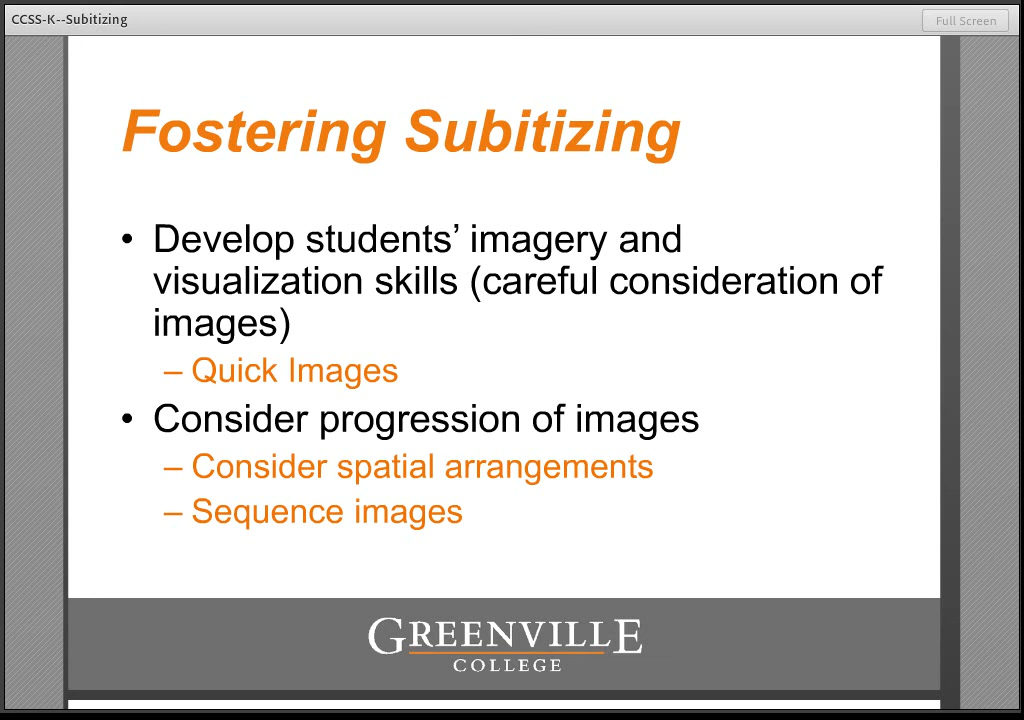 CCSS-K--Subitizing
Full Screen
Fostering Subitizing
• Develop students’ imagery and
visualization skills (careful consideration of
images)
– Quick Images
• Consider progression of images
– Consider spatial arrangements
– Sequence images
GREENVILLE
COLLEGE